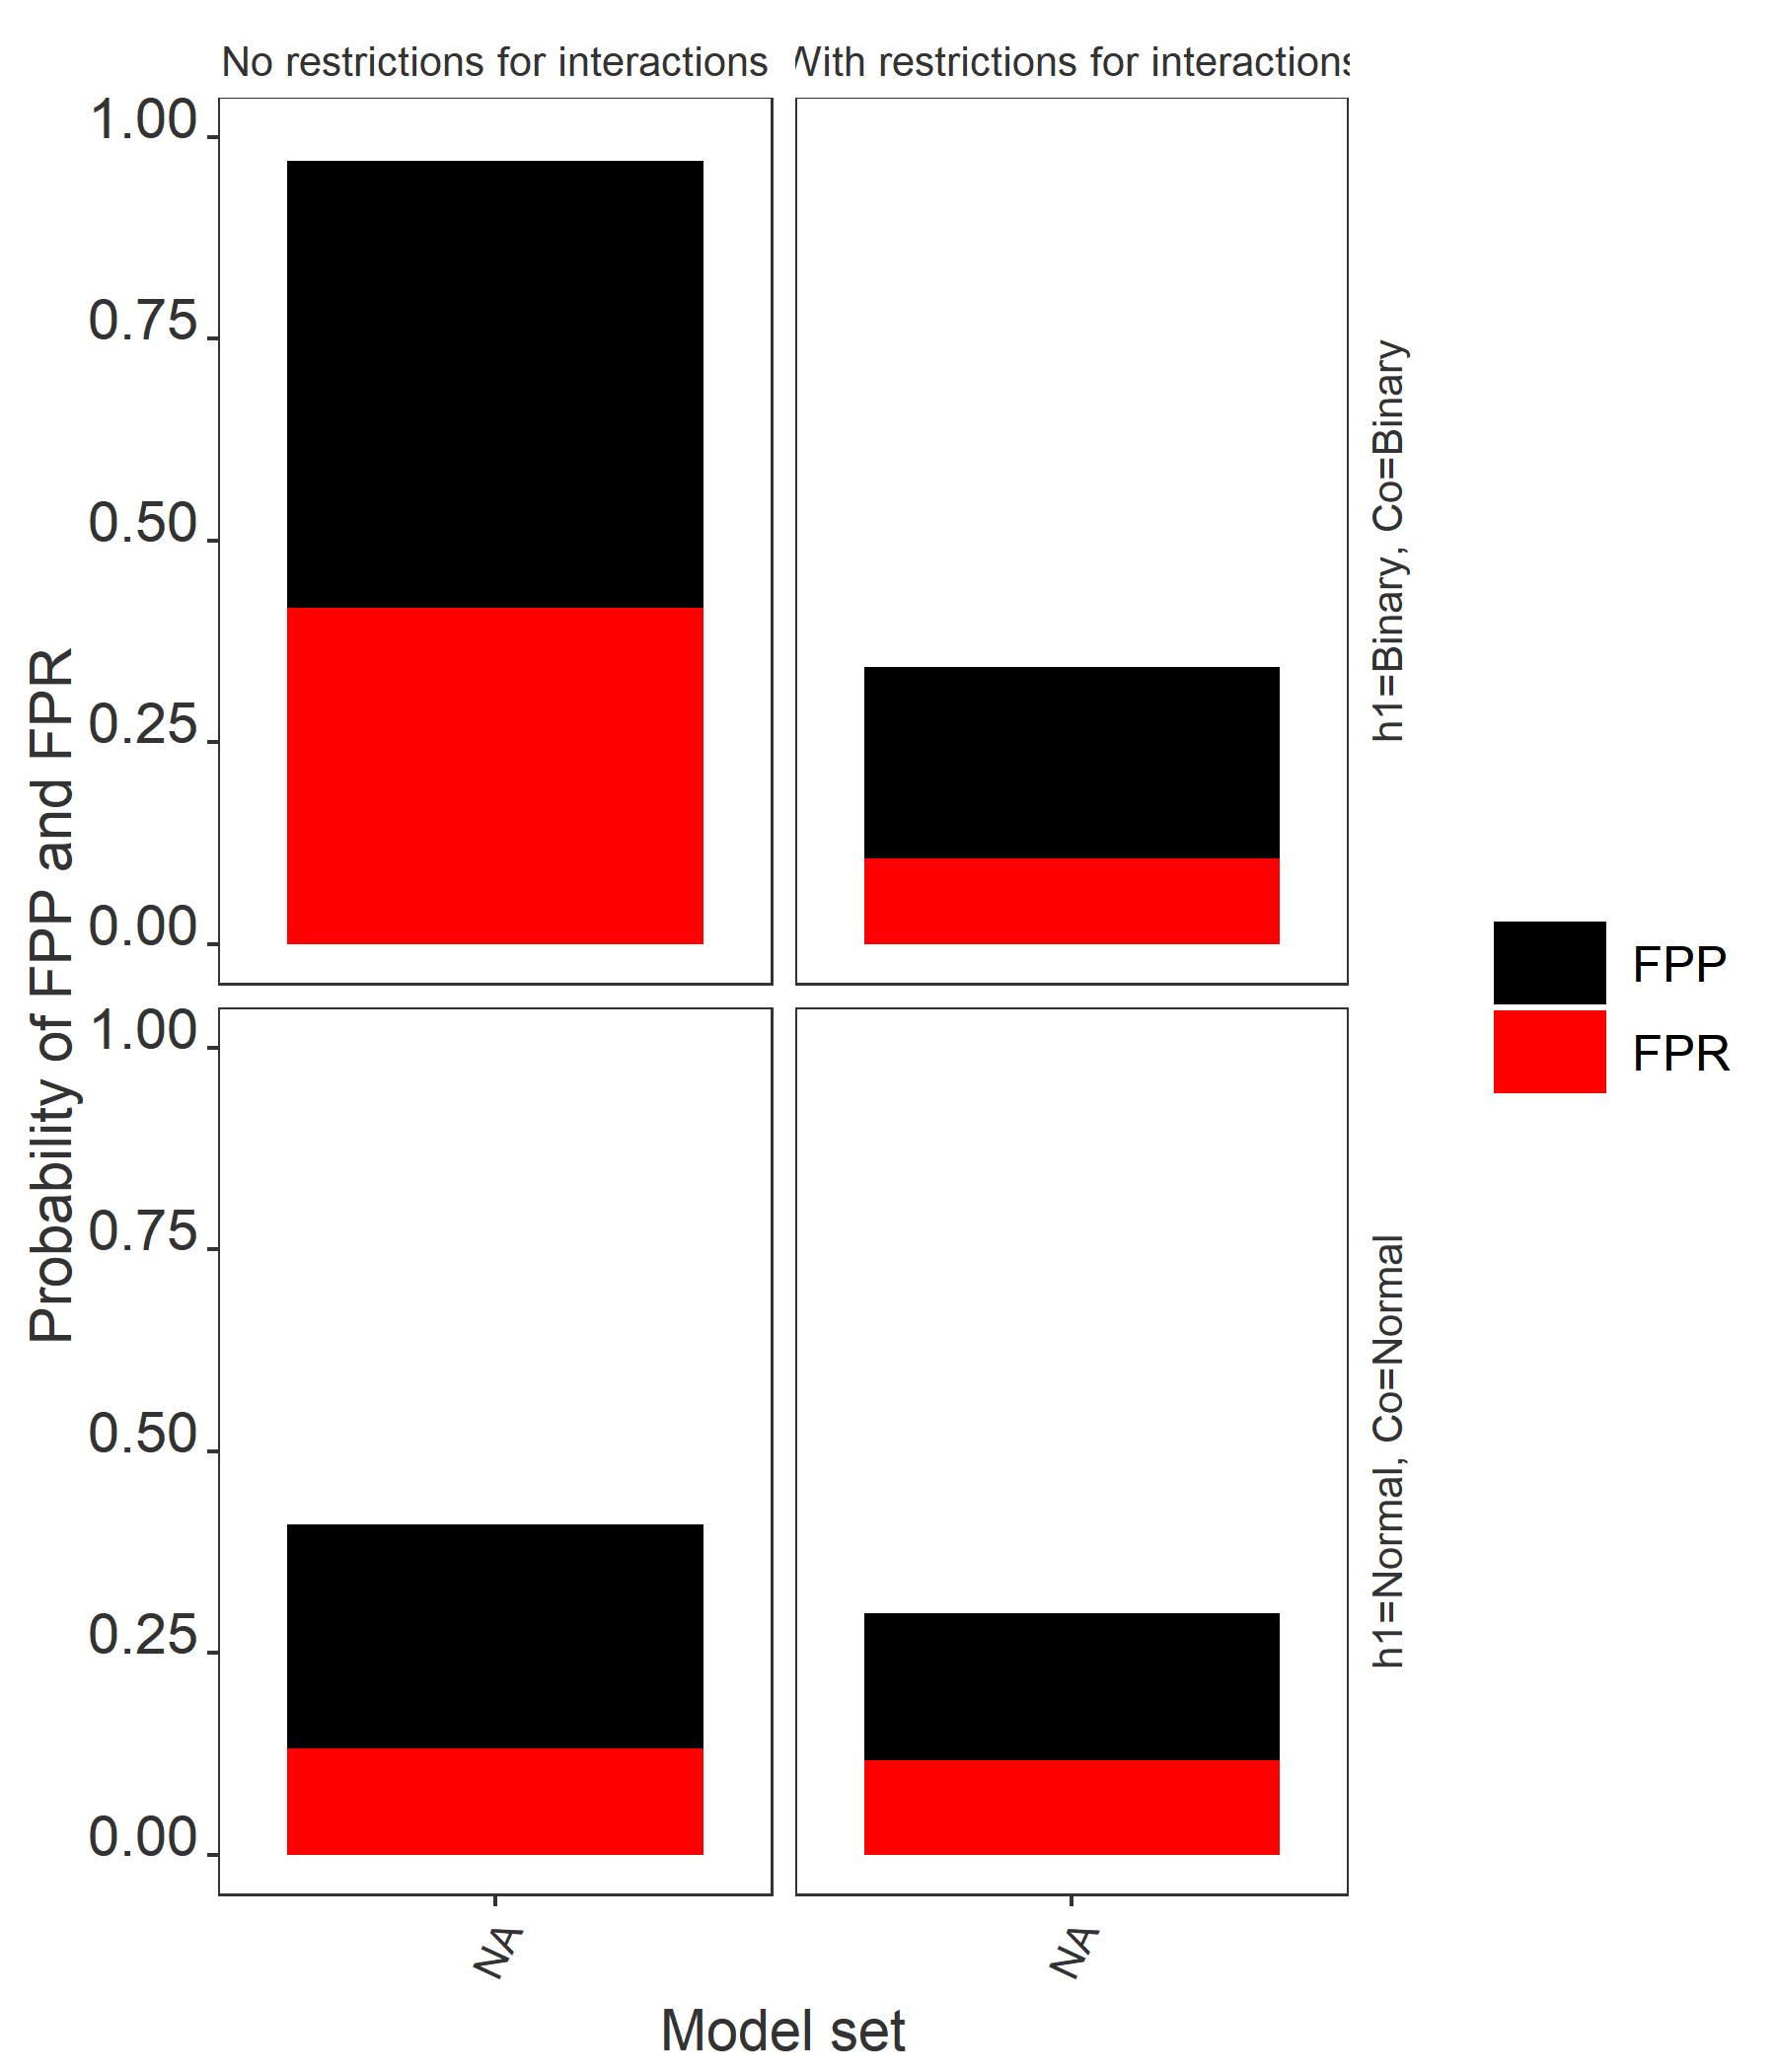 No restrictions for interactions
With restrictions for interactions
1.00
0.75
0.50
0.25
0.00
h1=Binary, Co=Binary
1.00
0.75
0.50
0.25
0.00
h1=Normal, Co=Normal
Probability of FPP and FPR
NA
NA
Model set
FPP
FPR